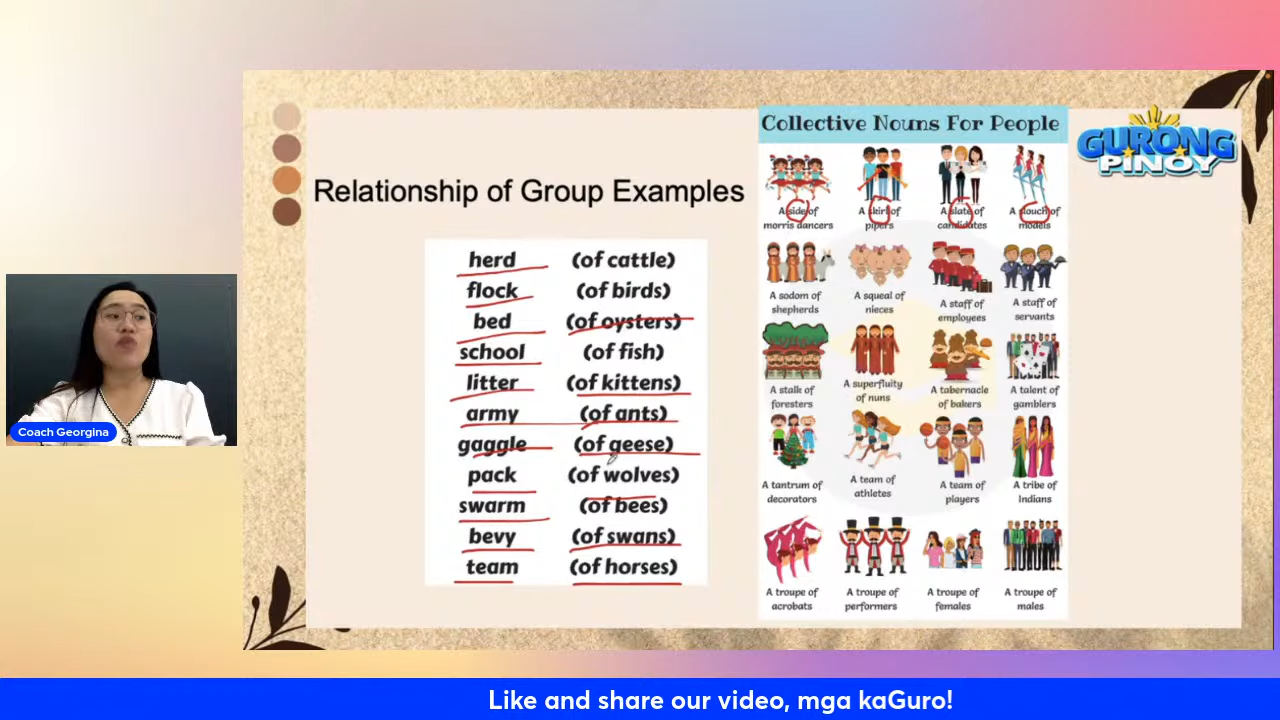 Collective Nouns For People
GURONG
PINOY
Relationship of Group Examples
A side of
morris dancers
A skirl of
pipers
A slate of
candidates
A slouch of
models
herd (of cattle)
flock (of birds)
bed (of oysters)
school (of fish)
litter (of kittens)
army (of ants)
gaggle (of geese)
pack (of wolves)
swarm (of bees)
bevy (of swans)
team (of horses)
A sodom of
shepherds
A squeal of
nieces
A staff of
employees
A staff of
servants
A stalk of
foresters
A superfluity
of nuns
A tabernacle
of bakers
A talent of
gamblers
A tantrum of
decorators
A team of
athletes
A team of
players
A tribe of
Indians
A troupe of
acrobats
A troupe of
performers
A troupe of
females
A troupe of
males
Coach Georgina
Like and share our video, mga kaGuro!